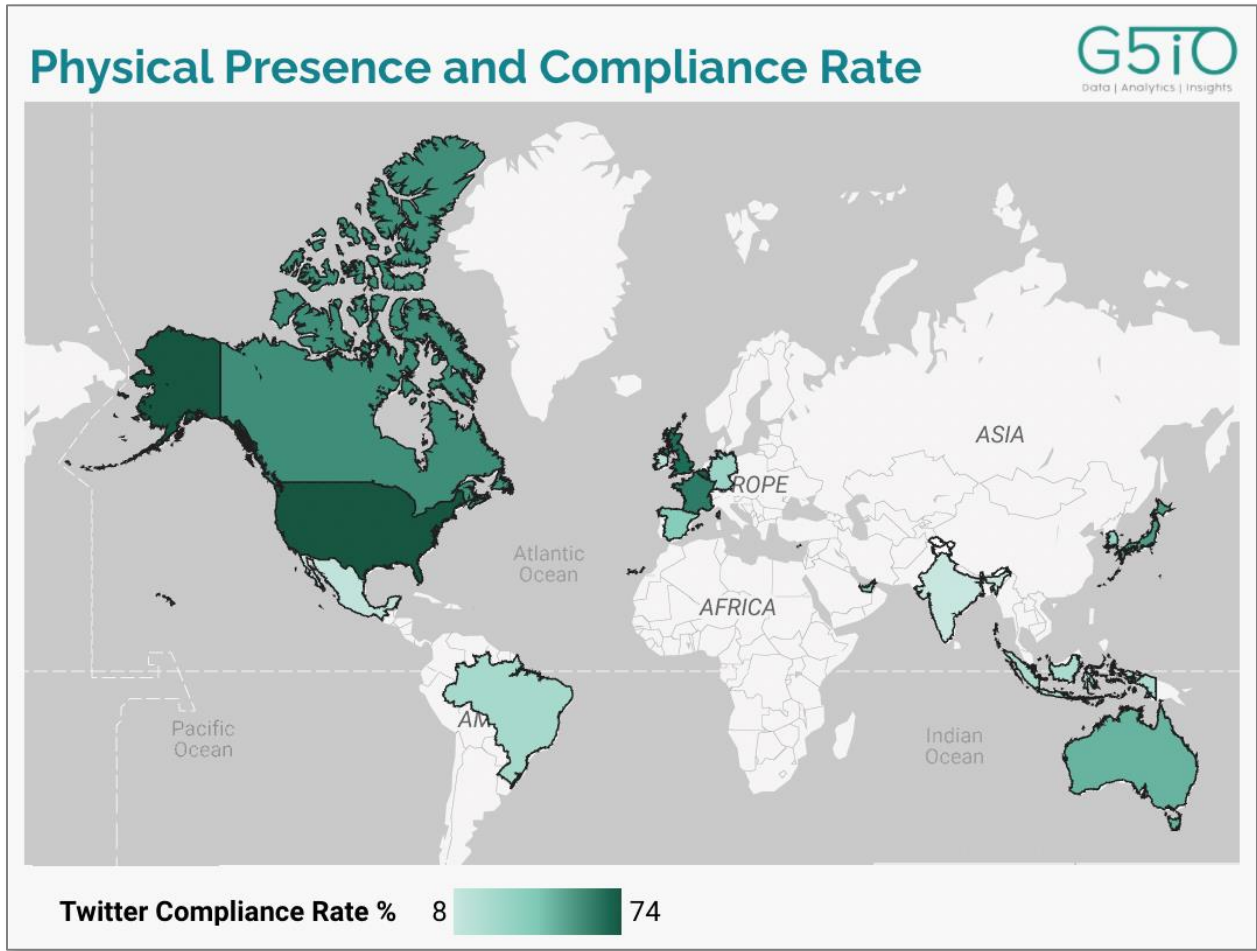 Physical Presence and Compliance Rate
G5iO
Data | Analytics | Insights
ASIA
ROPE
Atlantic
Ocean
AFRICA
AM
Pacific
Ocean
Indian
Ocean
Twitter Compliance Rate % 8 74